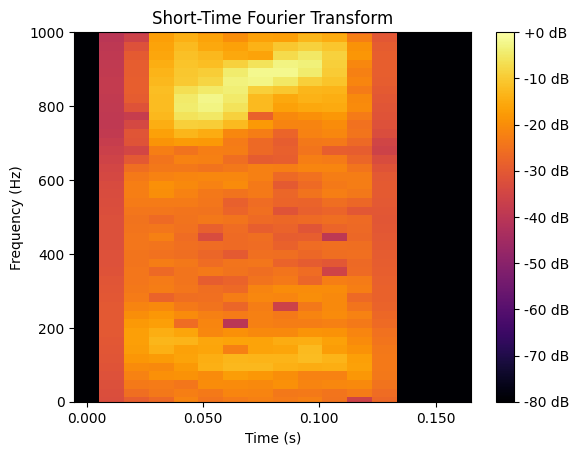 Short-Time Fourier Transform
1000
800
600
400
200
0
Frequency (Hz)
0.000
0.050
0.100
0.150
Time (s)
+0 dB
-10 dB
-20 dB
-30 dB
-40 dB
-50 dB
-60 dB
-70 dB
-80 dB